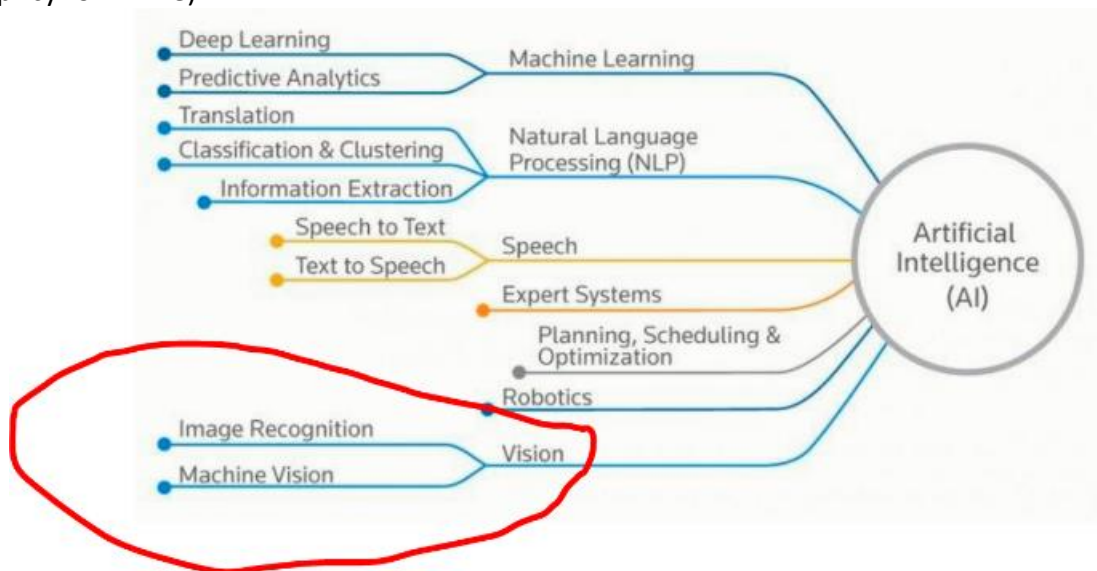 Deep Learning
Predictive Analytics
Machine Learning
Translation
Classification & Clustering
Information Extraction
Natural Language
Processing (NLP)
Speech to Text
Text to Speech
Speech
Expert Systems
Planning, Scheduling &
Optimization
Robotics
Image Recognition
Machine Vision
Vision
Artificial
Intelligence
(AI)